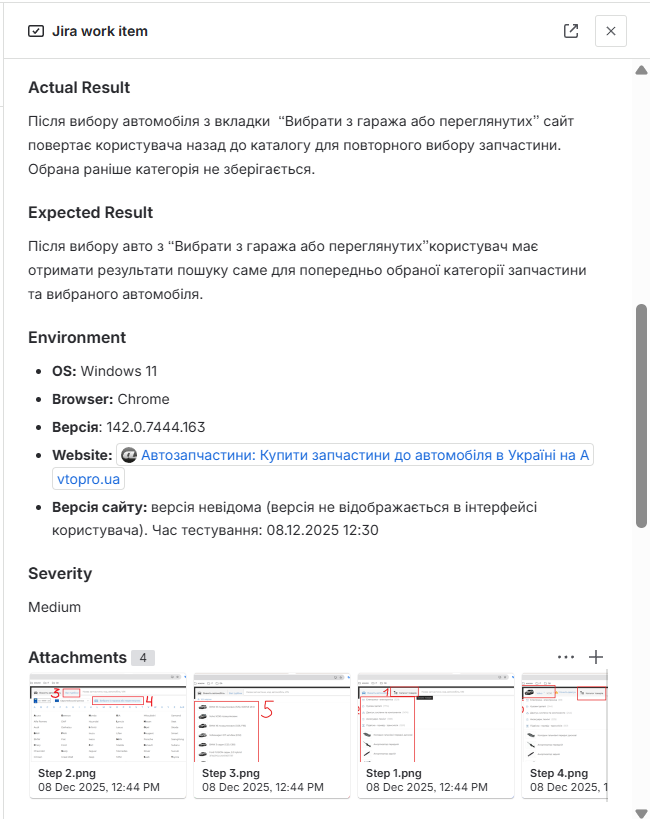 Jira work item
Actual Result
Після вибору автомобіля з вкладки “Вибрати з гаража або переглянутих” сайт
повертає користувача назад до каталогу для повторного вибору запчастини.
Обрана раніше категорія не зберігається.
Expected Result
Після вибору авто з “Вибрати з гаража або переглянутих”користувач має
отримати результати пошуку саме для попередньо обраної категорії запчастини
та вибраного автомобіля.
Environment
OS: Windows 11
Browser: Chrome
Версія: 142.0.7444.163
Website: Автозапчастини: Купити запчастини до автомобіля в Україні на A
vtopro.ua
Версія сайту: версія невідома (версія не відображається в інтерфейсі
користувача). Час тестування: 08.12.2025 12:30
Severity
Medium
Attachments 4
3
4
5
1
Step 2.png
08 Dec 2025, 12:44 PM
Step 3.png
08 Dec 2025, 12:44 PM
Step 1.png
08 Dec 2025, 12:44 PM
Step 4.png
08 Dec 2025, 12:44 P